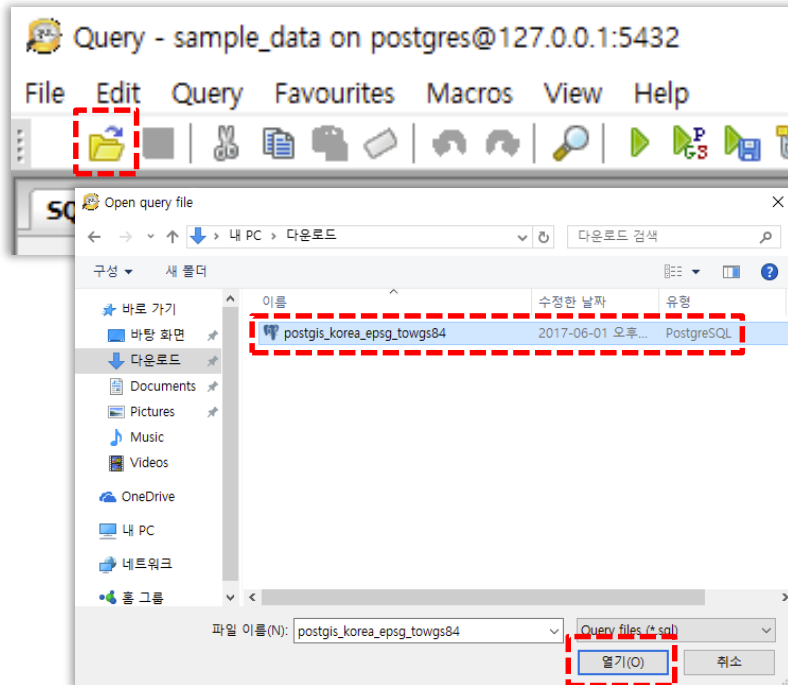 Query - sample_data on postgres@127.0.0.1:5432
File Edit Query Favourites Macros View Help
Open query file
내 PC > 다운로드
다운로드 검색
구성 새 폴더
이름 수정한 날짜 유형
바로 가기
postgis_korea_epsg_towgs84 2017-06-01 오후... PostgreSQL
바탕 화면
다운로드
Documents
Pictures
Music
Videos
OneDrive
내 PC
네트워크
홈 그룹
파일 이름(N): postgis_korea_epsg_towgs84 Query files (*.sql)
열기(O) 취소